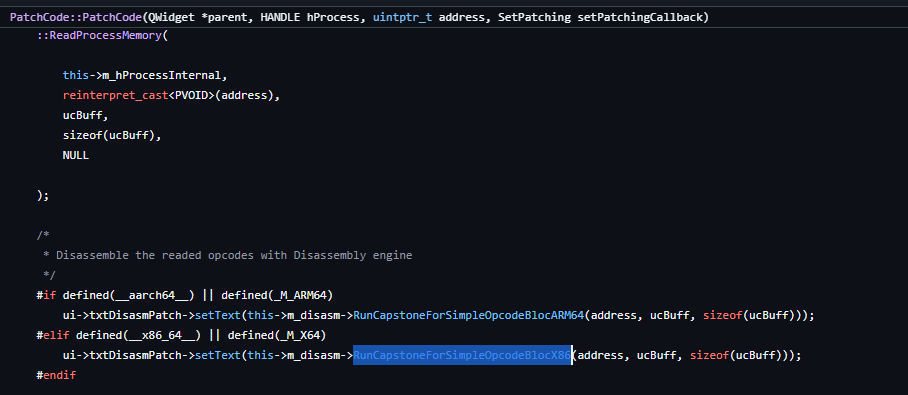 PatchCode::PatchCode(QWidget *parent, HANDLE hProcess, uintptr_t address, SetPatching setPatchingCallback)
::ReadProcessMemory(
this->m_hProcessInternal,
reinterpret_cast<PVOID>(address),
ucBuff,
sizeof(ucBuff),
NULL
);
/*
* Disassemble the readed opcodes with Disassembly engine
*/
#if defined(__aarch64__) || defined(_M_ARM64)
ui->txtDisasmPatch->setText(this->m_disasm->RunCapstoneForSimpleOpcodeBlocARM64(address, ucBuff, sizeof(ucBuff)));
#elif defined(__x86_64__) || defined(_M_X64)
ui->txtDisasmPatch->setText(this->m_disasm->RunCapstoneForSimpleOpcodeBlocX86(address, ucBuff, sizeof(ucBuff)));
#endif